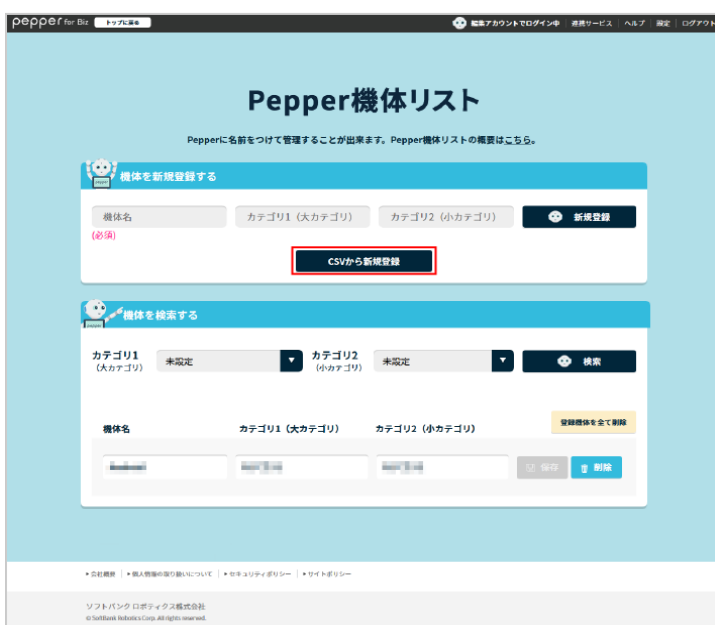 pepper for Biz トップに戻る 編集アカウントでログイン中 連携サービス ヘルプ 設定 ログアウト
Pepper機体リスト
Pepperに名前をつけて管理することが出来ます。Pepper機体リストの概要はこちら。
機体を新規登録する
機体名 カテゴリ1（大カテゴリ） カテゴリ2（小カテゴリ） 新規登録
(必須)
CSVから新規登録
機体を検索する
カテゴリ1 未設定 カテゴリ2 未設定 検索
（大カテゴリ） （小カテゴリ）
登録機体を全て削除
機体名 カテゴリ1（大カテゴリ） カテゴリ2（小カテゴリ）
保存 削除
会社概要 個人情報の取り扱いについて セキュリティポリシー サイトポリシー
ソフトバンク ロボティクス株式会社
© SoftBank Robotics Corp. All rights reserved.